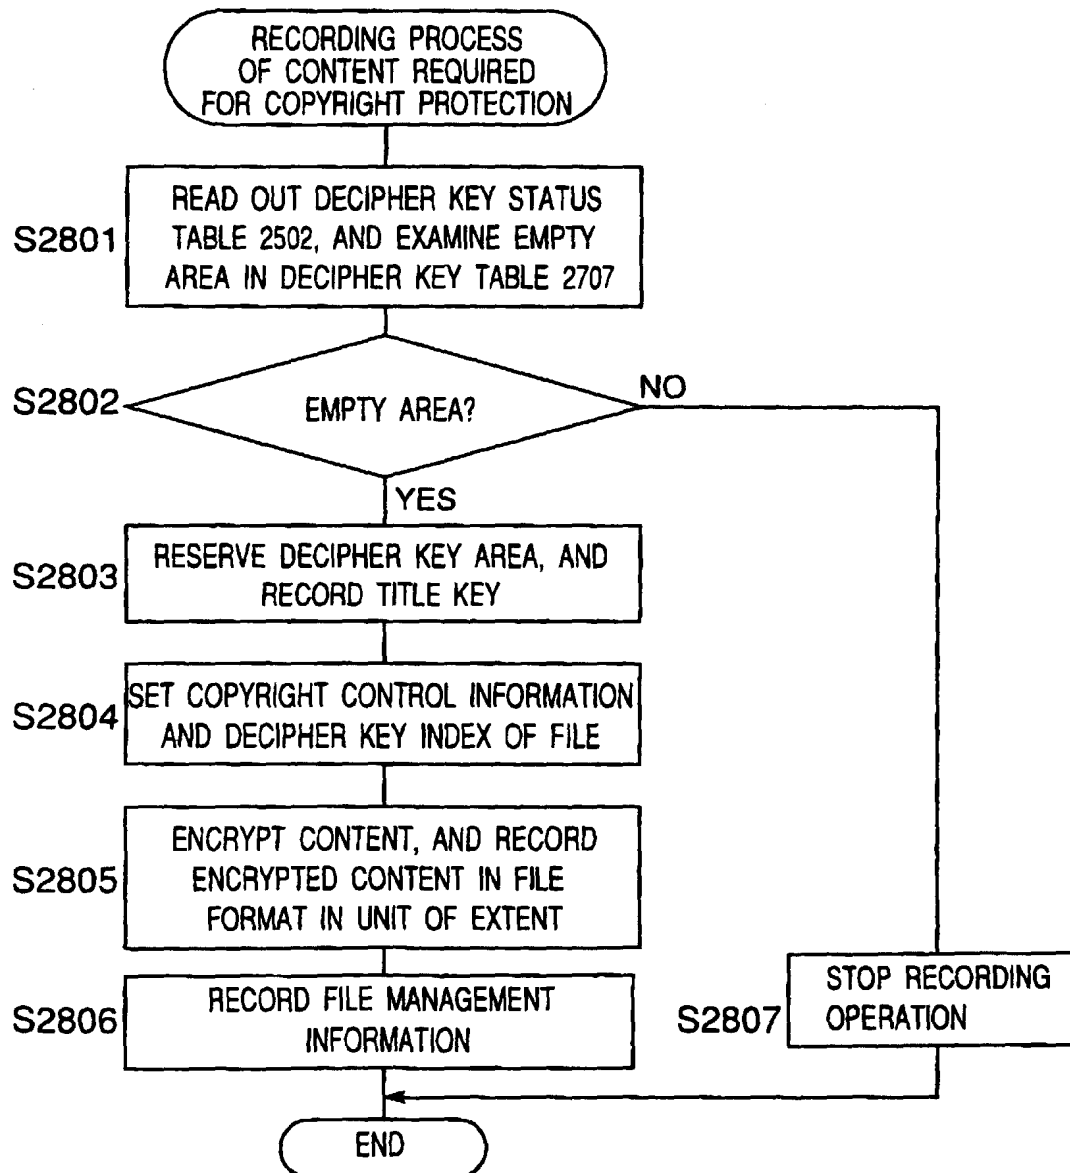 RECORDING PROCESS
OF CONTENT REQUIRED
FOR COPYRIGHT PROTECTION
S2801
READ OUT DECIPHER KEY STATUS
TABLE 2502, AND EXAMINE EMPTY
AREA IN DECIPHER KEY TABLE 2707
S2802
EMPTY AREA?
NO
YES
S2803
RESERVE DECIPHER KEY AREA, AND
RECORD TITLE KEY
S2804
SET COPYRIGHT CONTROL INFORMATION
AND DECIPHER KEY INDEX OF FILE
S2805
ENCRYPT CONTENT, AND RECORD
ENCRYPTED CONTENT IN FILE
FORMAT IN UNIT OF EXTENT
S2806
RECORD FILE MANAGEMENT
INFORMATION
S2807
STOP RECORDING
OPERATION
END